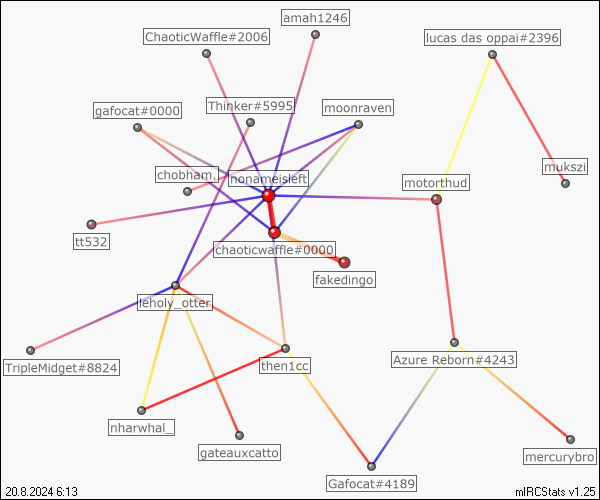 amah1246
ChaoticWaffle#2006
lucas das oppai#2396
gafocat#0000
Thinker#5995
moonraven
mukszi
chobham.
nonameisleft
motorthud
tt532
chaoticwaffle#0000
fakedingo
leholy_otter
Azure Reborn#4243
TripleMidget#8824
then1cc
nharwhal_
gateauxcatto
mercurybro
Gafocat#4189
20.8.2024 6:13
mIRCStats v1.25